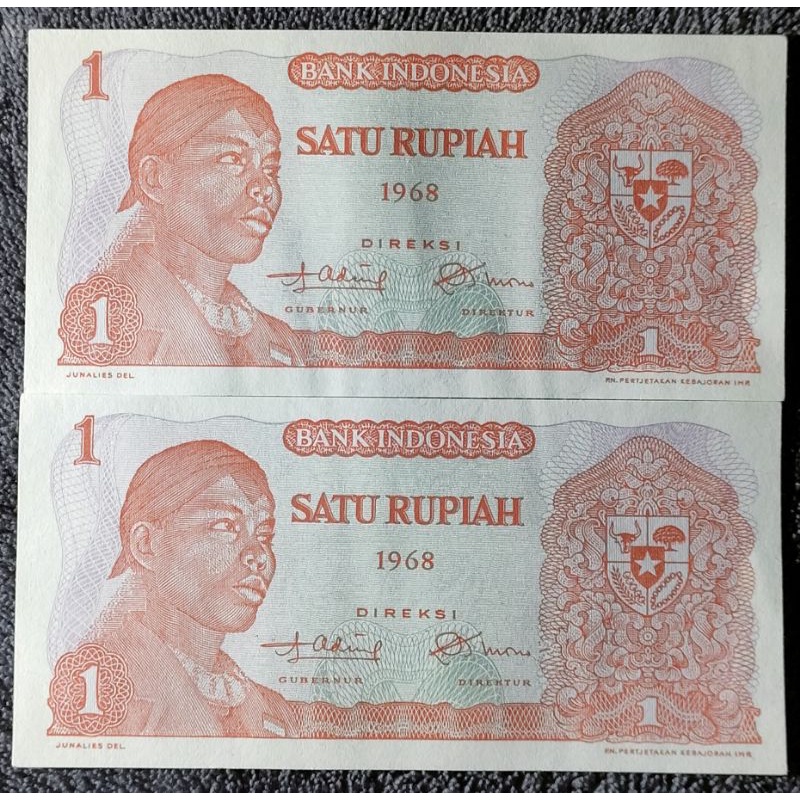 1
BANK INDONESIA
SATU RUPIAH
1968
DIREKSI
GUBERNUR DIREKTUR
1 1
JUNALIES DEL. PN. PERTJETAKAN KEBAJORAN IMP.
1
BANK INDONESIA
SATU RUPIAH
1968
DIREKSI
GUBERNUR DIREKTUR
1 1
JUNALIES DEL. PN. PERTJETAKAN KEBAJORAN IMP.